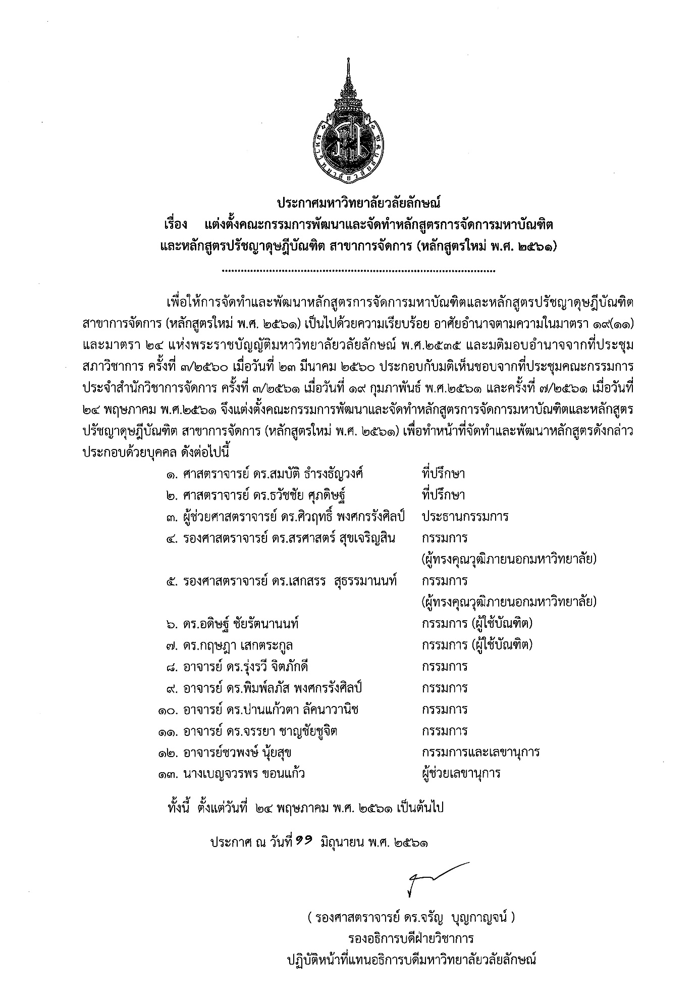 มหาวิทยาลัยวลัยลักษณ์
ประกาศมหาวิทยาลัยวลัยลักษณ์
เรื่อง แต่งตั้งคณะกรรมการพัฒนาและจัดทำหลักสูตรการจัดการมหาบัณฑิต
และหลักสูตรปรัชญาดุษฎีบัณฑิต สาขาการจัดการ (หลักสูตรใหม่ พ.ศ. ๒๕๖๑)
เพื่อให้การจัดทำและพัฒนาหลักสูตรการจัดการมหาบัณฑิตและหลักสูตรปรัชญาดุษฎีบัณฑิต
สาขาการจัดการ (หลักสูตรใหม่ พ.ศ. ๒๕๖๑) เป็นไปด้วยความเรียบร้อย อาศัยอำนาจตามความในมาตรา ๑๙(๑๑)
และมาตรา ๒๔ แห่งพระราชบัญญัติมหาวิทยาลัยวลัยลักษณ์ พ.ศ.๒๕๓๕ และมติมอบอำนาจจากที่ประชุม
สภาวิชาการ ครั้งที่ ๓/๒๕๖๐ เมื่อวันที่ ๒๓ มีนาคม ๒๕๖๐ ประกอบกับมติเห็นชอบจากที่ประชุมคณะกรรมการ
ประจำสำนักวิชาการจัดการ ครั้งที่ ๓/๒๕๖๑ เมื่อวันที่ ๑๙ กุมภาพันธ์ พ.ศ.๒๕๖๑ และครั้งที่ ๗/๒๕๖๑ เมื่อวันที่
๒๔ พฤษภาคม พ.ศ.๒๕๖๑ จึงแต่งตั้งคณะกรรมการพัฒนาและจัดทำหลักสูตรการจัดการมหาบัณฑิตและหลักสูตร
ปรัชญาดุษฎีบัณฑิต สาขาการจัดการ (หลักสูตรใหม่ พ.ศ. ๒๕๖๑) เพื่อทำหน้าที่จัดทำและพัฒนาหลักสูตรดังกล่าว
ประกอบด้วยบุคคล ดังต่อไปนี้
๑. ศาสตราจารย์ ดร.สมบัติ ธำรงธัญวงศ์ ที่ปรึกษา
๒. ศาสตราจารย์ ดร.ธวัชชัย ศุภดิษฐ์ ที่ปรึกษา
๓. ผู้ช่วยศาสตราจารย์ ดร.ศิวฤทธิ์ พงศกรรังศิลป์ ประธานกรรมการ
๔. รองศาสตราจารย์ ดร.สรศาสตร์ สุขเจริญสิน กรรมการ
(ผู้ทรงคุณวุฒิภายนอกมหาวิทยาลัย)
๕. รองศาสตราจารย์ ดร.เสกสรร สุธรรมานนท์ กรรมการ
(ผู้ทรงคุณวุฒิภายนอกมหาวิทยาลัย)
๖. ดร.อดิษฐ์ ชัยรัตนานนท์ กรรมการ (ผู้ใช้บัณฑิต)
๗. ดร.กฤษฎา เสกตระกูล กรรมการ (ผู้ใช้บัณฑิต)
๘. อาจารย์ ดร.รุ่งรวี จิตภักดี กรรมการ
๙. อาจารย์ ดร.พิมพ์ลภัส พงศกรรังศิลป์ กรรมการ
๑๐. อาจารย์ ดร.ปานแก้วตา ลัคนาวานิช กรรมการ
๑๑. อาจารย์ ดร.จรรยา ชาญชัยชูจิต กรรมการ
๑๒. อาจารย์ชวพงษ์ นุ้ยสุข กรรมการและเลขานุการ
๑๓. นางเบญจวรพร ขอนแก้ว ผู้ช่วยเลขานุการ
ทั้งนี้ ตั้งแต่วันที่ ๒๔ พฤษภาคม พ.ศ. ๒๕๖๑ เป็นต้นไป
ประกาศ ณ วันที่ ๑๑ มิถุนายน พ.ศ. ๒๕๖๑
( รองศาสตราจารย์ ดร.จรัญ บุญกาญจน์ )
รองอธิการบดีฝ่ายวิชาการ
ปฏิบัติหน้าที่แทนอธิการบดีมหาวิทยาลัยวลัยลักษณ์